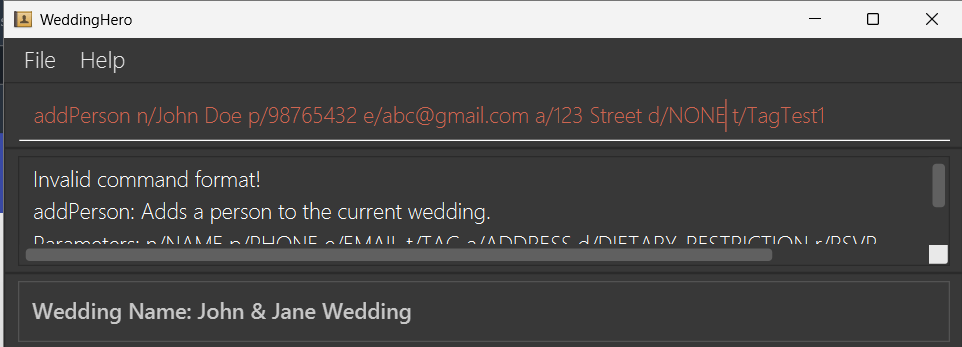 WeddingHero
File Help
addPerson n/John Doe p/98765432 e/abc@gmail.com a/123 Street d/NONE t/TagTest1
Invalid command format!
addPerson: Adds a person to the current wedding.
Parameters: n/NAME p/PHONE e/EMAIL t/TAG a/ADDRESS d/DIETARY_RESTRICTION r/RSVP
Wedding Name: John & Jane Wedding